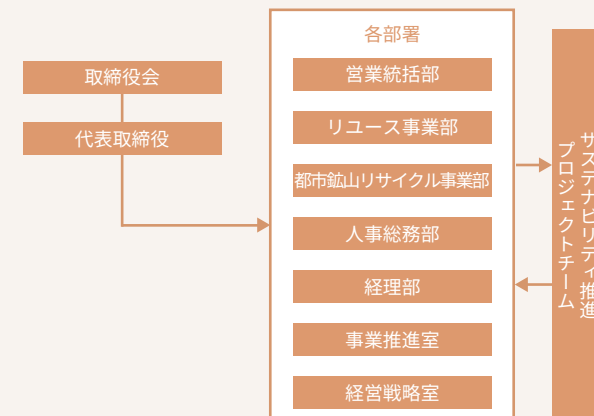 取締役会
代表取締役
各部署
営業統括部
リユース事業部
都市鉱山リサイクル事業部
人事総務部
経理部
事業推進室
経営戦略室
サステナビリティ推進
プロジェクトチーム